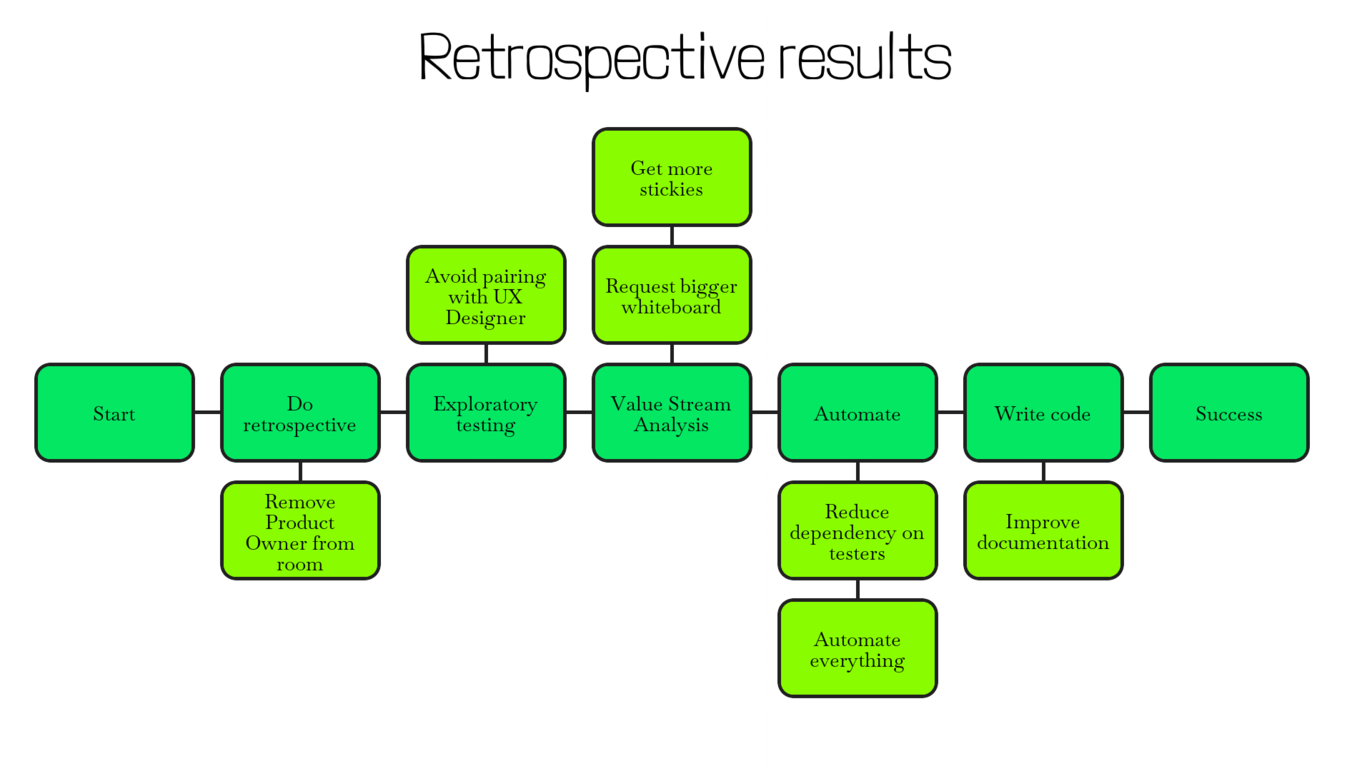 Retrospective results
Get more
stickies
Avoid pairing
with UX
Designer
Request bigger
whiteboard
Start
Do
retrospective
Exploratory
testing
Value Stream
Analysis
Automate
Write code
Success
Remove
Product
Owner from
room
Reduce
dependency on
testers
Improve
documentation
Automate
everything